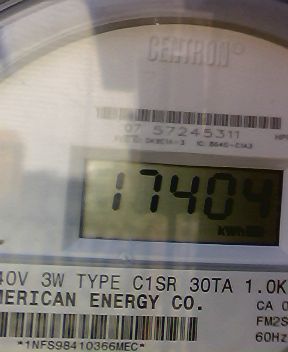 CENTRON®
07 57245311
17404
kWh
40V 3W TYPE C1SR 30TA 1.0K
MERICAN ENERGY CO.
CA 0
FM2S
60Hz
*1NFS98410366MEC*